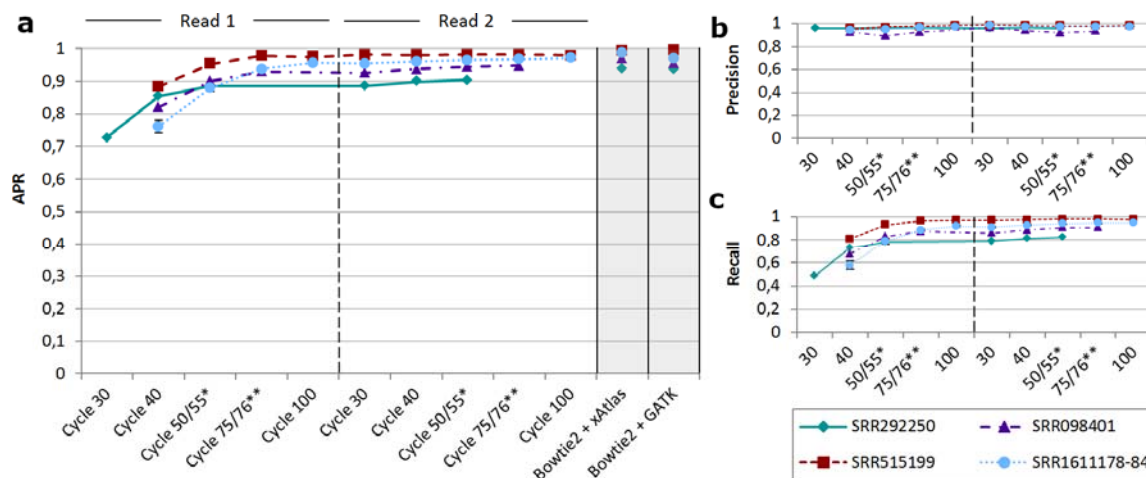 Read 1
Read 2
a
APR
1
0,9
0,8
0,7
0,6
0,5
0,4
0,3
0,2
0,1
0
Cycle 30
Cycle 40
Cycle 50/55*
Cycle 75/76**
Cycle 100
Cycle 30
Cycle 40
Cycle 50/55*
Cycle 75/76**
Cycle 100
Bowtie2 + xAtlas
Bowtie2 + GATK
b
Precision
1
0,8
0,6
0,4
0,2
0
30
40
50/55*
75/76**
100
30
40
50/55*
75/76**
100
c
Recall
1
0,8
0,6
0,4
0,2
0
30
40
50/55*
75/76**
100
30
40
50/55*
75/76**
100
SRR292250
SRR098401
SRR515199
SRR1611178-84